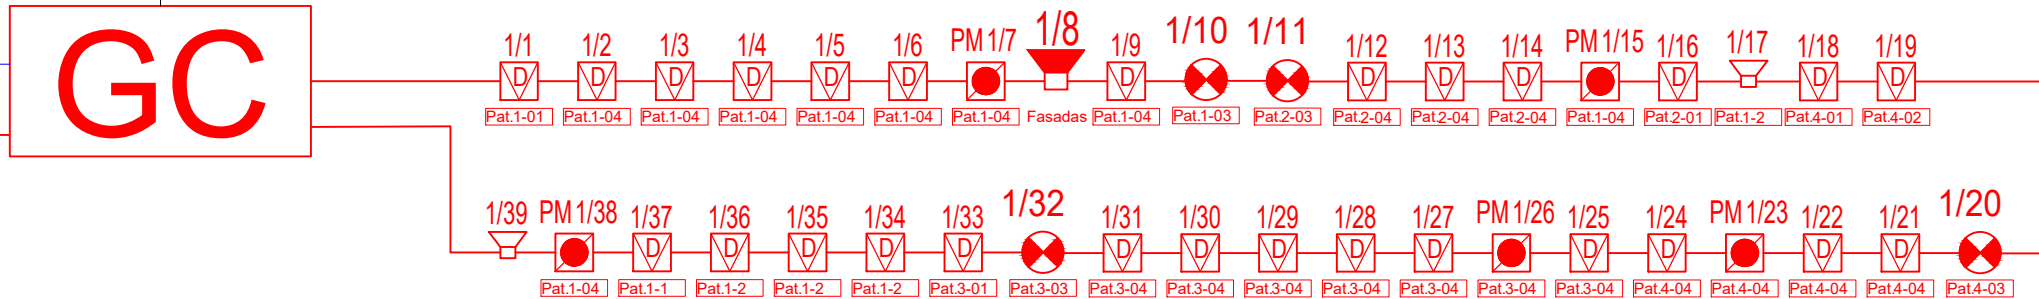 GC
1/1 1/2 1/3 1/4 1/5 1/6 PM 1/7 1/8 1/9 1/10 1/11 1/12 1/13 1/14 PM 1/15 1/16 1/17 1/18 1/19
D D D D D D D D D D D D D
Pat.1-01 Pat.1-04 Pat.1-04 Pat.1-04 Pat.1-04 Pat.1-04 Pat.1-04 Fasadas Pat.1-04 Pat.1-03 Pat.2-03 Pat.2-04 Pat.2-04 Pat.2-04 Pat.1-04 Pat.2-01 Pat.1-2 Pat.4-01 Pat.4-02
1/39 PM 1/38 1/37 1/36 1/35 1/34 1/33 1/32 1/31 1/30 1/29 1/28 1/27 PM 1/26 1/25 1/24 PM 1/23 1/22 1/21 1/20
D D D D D D D D D D D D D D
Pat.1-04 Pat.1-1 Pat.1-2 Pat.1-2 Pat.1-2 Pat.3-01 Pat.3-03 Pat.3-04 Pat.3-04 Pat.3-04 Pat.3-04 Pat.3-04 Pat.3-04 Pat.3-04 Pat.4-04 Pat.4-04 Pat.4-04 Pat.4-04 Pat.4-03